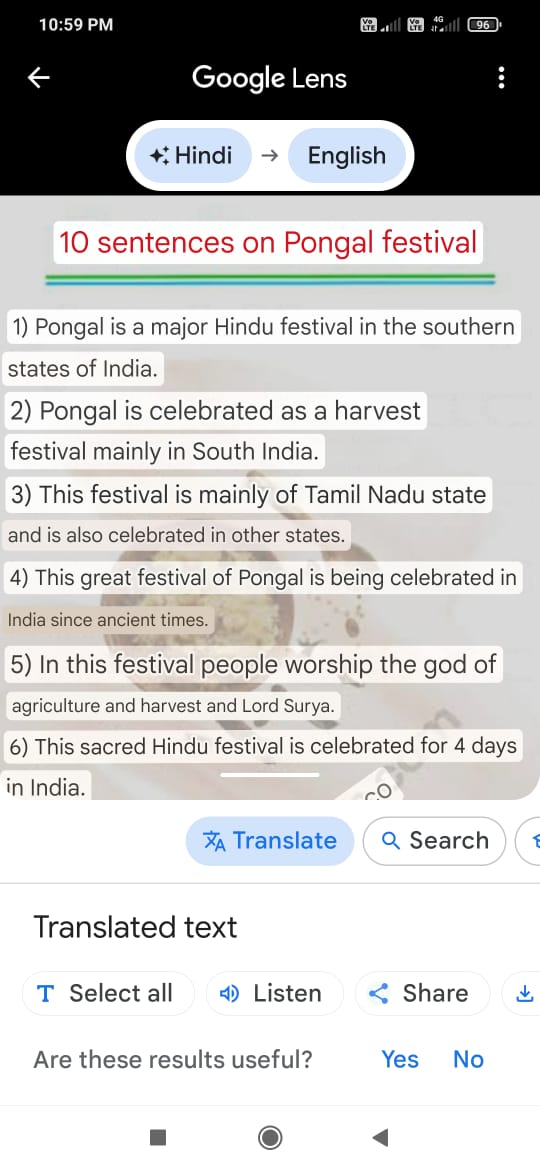 10:59 PM
Vo LTE Vo LTE 4G 96
Google Lens
Hindi → English
10 sentences on Pongal festival
1) Pongal is a major Hindu festival in the southern
states of India.
2) Pongal is celebrated as a harvest
festival mainly in South India.
3) This festival is mainly of Tamil Nadu state
and is also celebrated in other states.
4) This great festival of Pongal is being celebrated in
India since ancient times.
5) In this festival people worship the god of
agriculture and harvest and Lord Surya.
6) This sacred Hindu festival is celebrated for 4 days
in India.
Translate Search
Translated text
Select all Listen Share
Are these results useful? Yes No